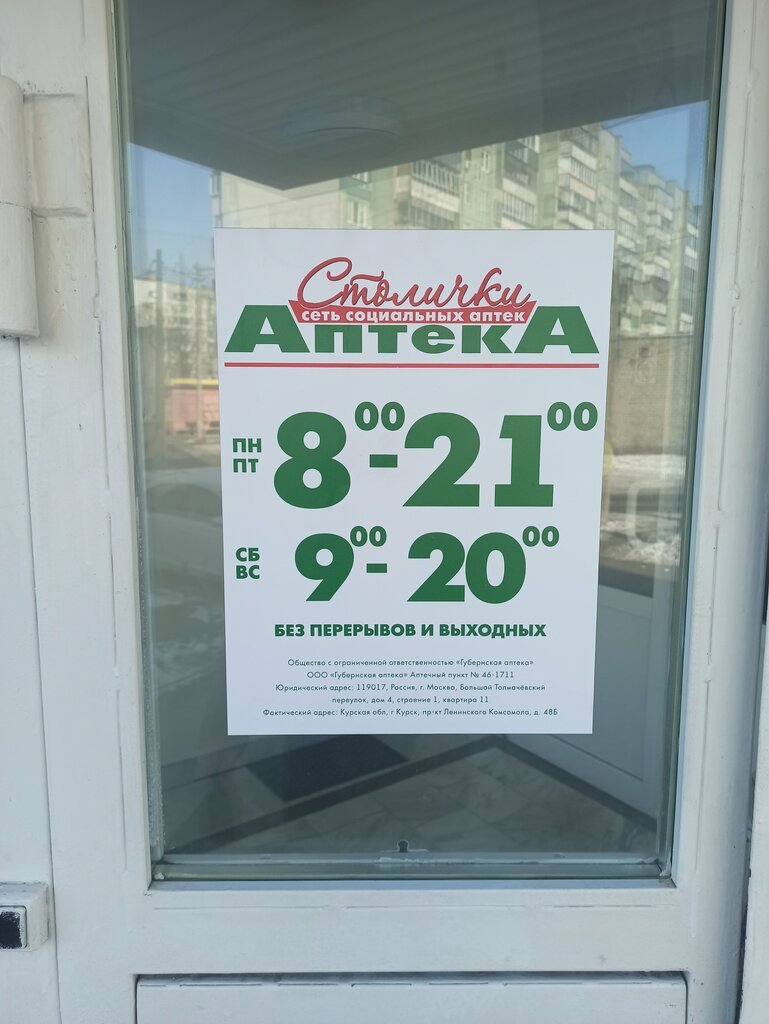 Столички
сеть социальных аптек
АптекА
ПН
ПТ
8⁰⁰-21⁰⁰
СБ
ВС
9⁰⁰-20⁰⁰
БЕЗ ПЕРЕРЫВОВ И ВЫХОДНЫХ
Общество с ограниченной ответственностью «Губернская аптека»
ООО «Губернская аптека» Аптечный пункт № 46-1711
Юридический адрес: 119017, Россия, г. Москва, Большой Толмачёвский
переулок, дом 4, строение 1, квартира 11
Фактический адрес: Курская обл, г Курск, пр-кт Ленинского Комсомола, д. 48Б